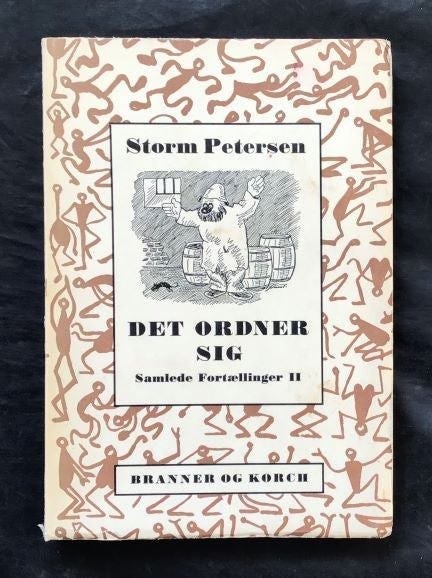 Storm Petersen
DET ORDNER
SIG
Samlede Fortællinger II
BRANNER OG KORCH